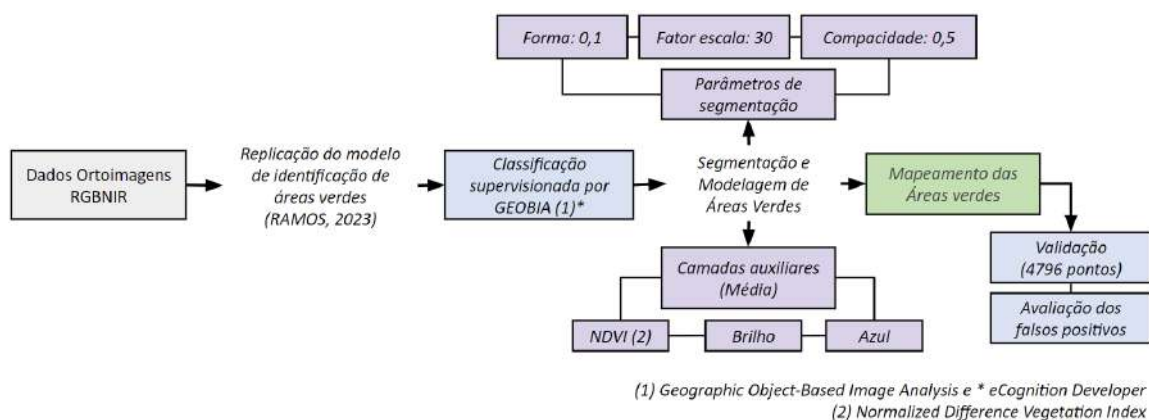 Forma: 0,1
Fator escala: 30
Compacidade: 0,5
Parâmetros de
segmentação
Dados Ortoimagens
RGBNIR
Replicação do modelo
de identificação de
áreas verdes
(RAMOS, 2023)
Classificação
supervisionada por
GEOBIA (1)*
Segmentação e
Modelagem de
Áreas Verdes
Mapeamento das
Áreas verdes
Validação
(4796 pontos)
Avaliação dos
falsos positivos
Camadas auxiliares
(Média)
NDVI (2)
Brilho
Azul
(1) Geographic Object-Based Image Analysis e * eCognition Developer
(2) Normalized Difference Vegetation Index